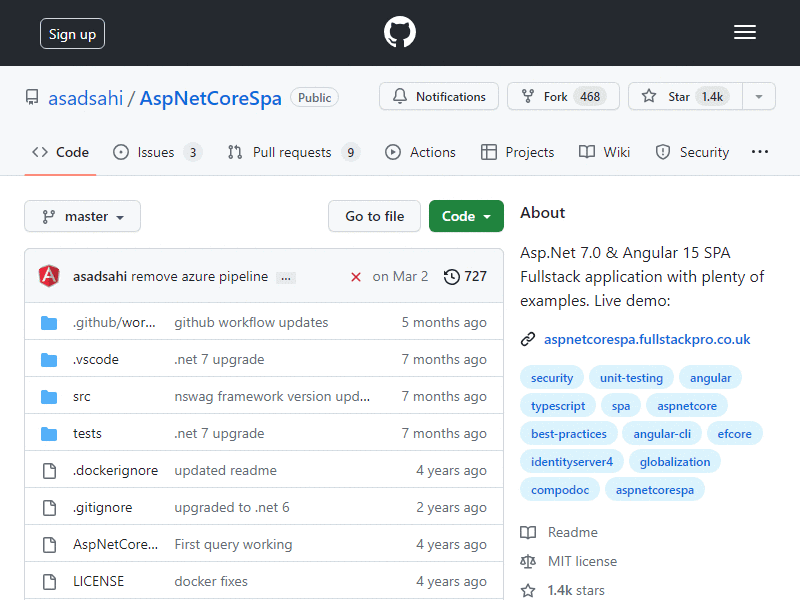 Sign up
asadsahi / AspNetCoreSpa Public
Notifications
Fork 468
Star 1.4k
Code
Issues 3
Pull requests 9
Actions
Projects
Wiki
Security
master
Go to file
Code
asadsahi remove azure pipeline ... on Mar 2 727
.github/wor... github workflow updates 5 months ago
.vscode .net 7 upgrade 7 months ago
src nswag framework version upd... 7 months ago
tests .net 7 upgrade 7 months ago
.dockerignore updated readme 4 years ago
.gitignore upgraded to .net 6 2 years ago
AspNetCore... First query working 4 years ago
LICENSE docker fixes 4 years ago
About
Asp.Net 7.0 & Angular 15 SPA
Fullstack application with plenty of
examples. Live demo:
aspnetcorespa.fullstackpro.co.uk
security unit-testing angular
typescript spa aspnetcore
best-practices angular-cli efcore
identityserver4 globalization
compodoc aspnetcorespa
Readme
MIT license
1.4k stars